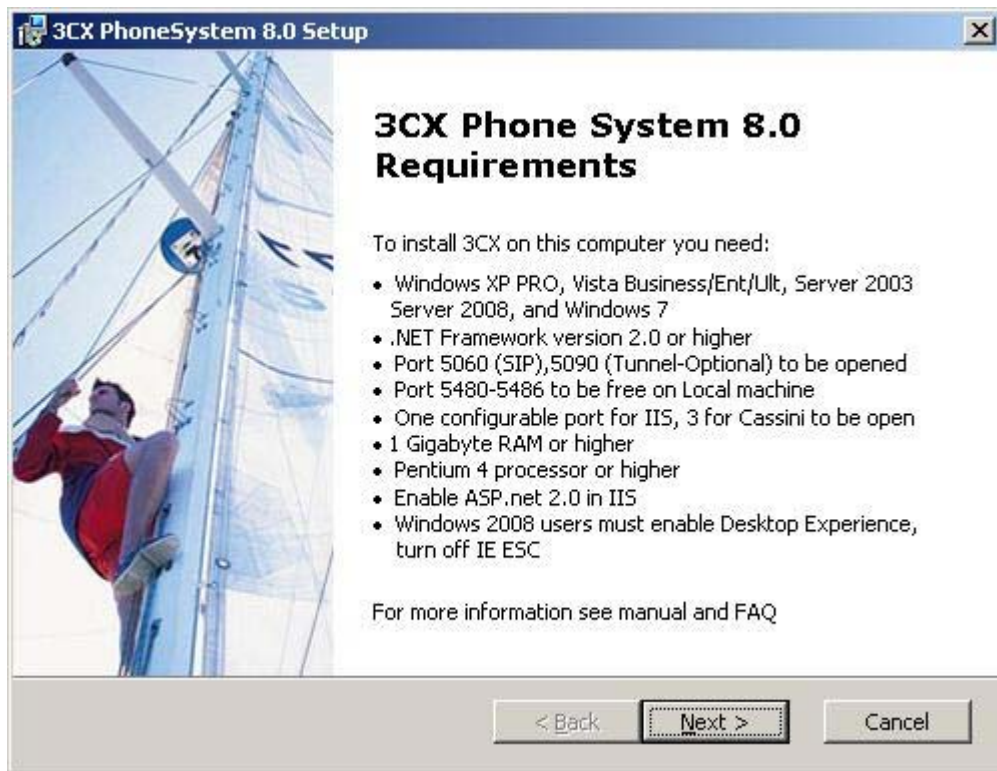 3CX PhoneSystem 8.0 Setup
3CX Phone System 8.0
Requirements
To install 3CX on this computer you need:
• Windows XP PRO, Vista Business/Ent/Ult, Server 2003
Server 2008, and Windows 7
• .NET Framework version 2.0 or higher
• Port 5060 (SIP),5090 (Tunnel-Optional) to be opened
• Port 5480-5486 to be free on Local machine
• One configurable port for IIS, 3 for Cassini to be open
• 1 Gigabyte RAM or higher
• Pentium 4 processor or higher
• Enable ASP.net 2.0 in IIS
• Windows 2008 users must enable Desktop Experience,
turn off IE ESC
For more information see manual and FAQ
< Back
Next >
Cancel